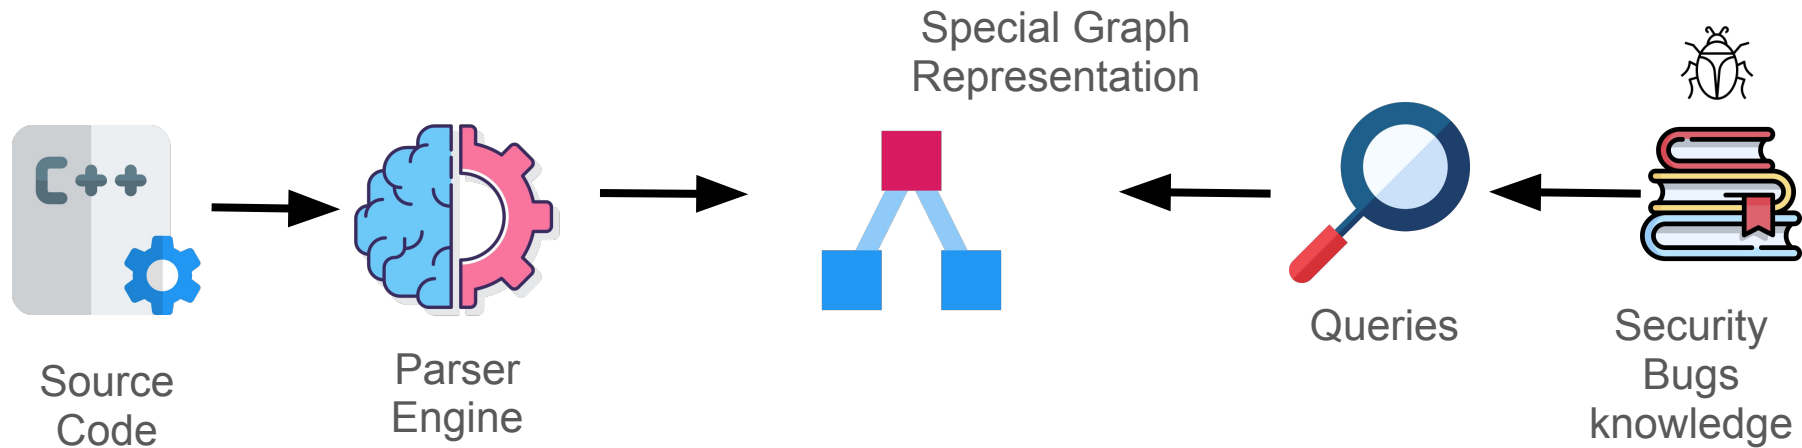 Special Graph
Representation
C++
Source
Code
Parser
Engine
Queries
Security
Bugs
knowledge